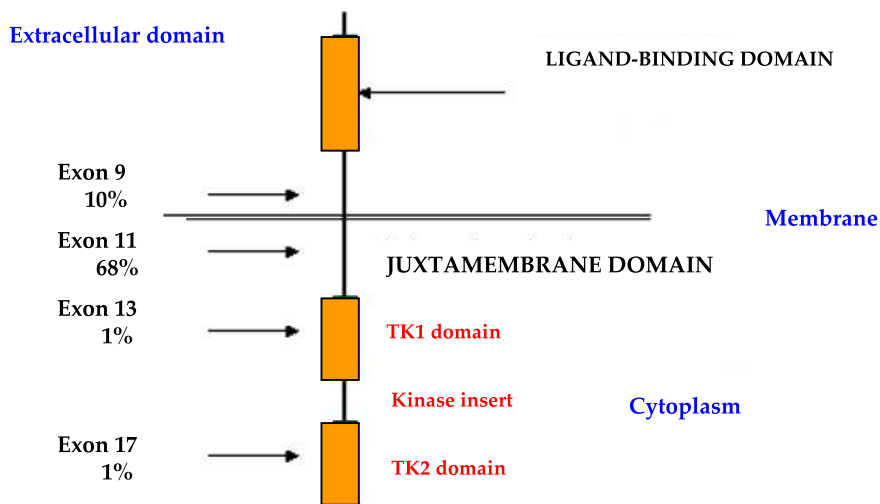 Extracellular domain
LIGAND-BINDING DOMAIN
Exon 9
10%
Membrane
Exon 11
68%
JUXTAMEMBRANE DOMAIN
Exon 13
1%
TK1 domain
Kinase insert
Cytoplasm
Exon 17
1%
TK2 domain